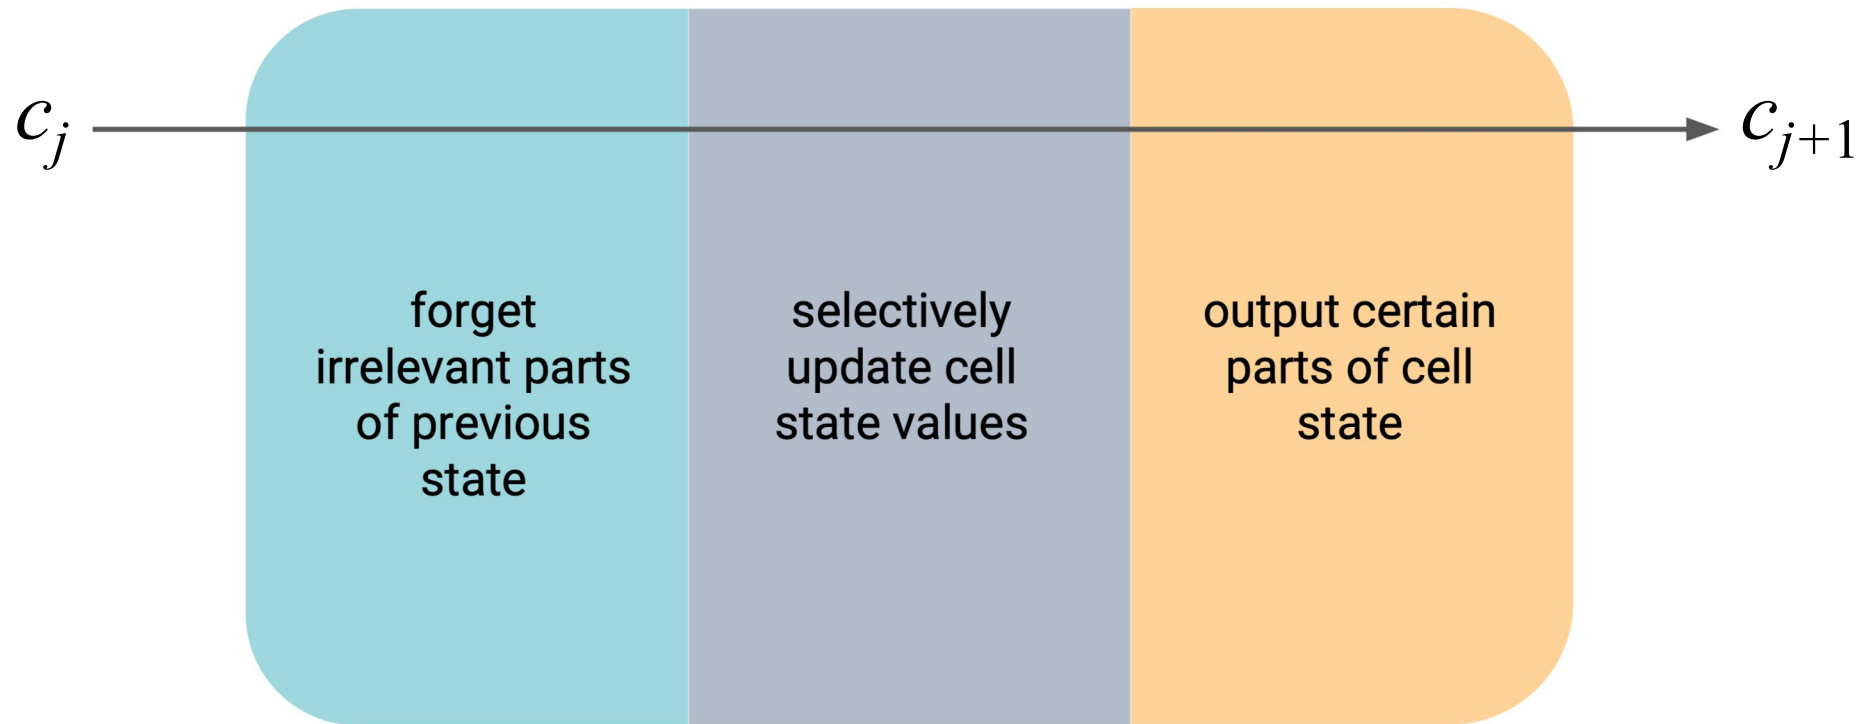 c_j
c_{j+1}
forget
irrelevant parts
of previous
state
selectively
update cell
state values
output certain
parts of cell
state